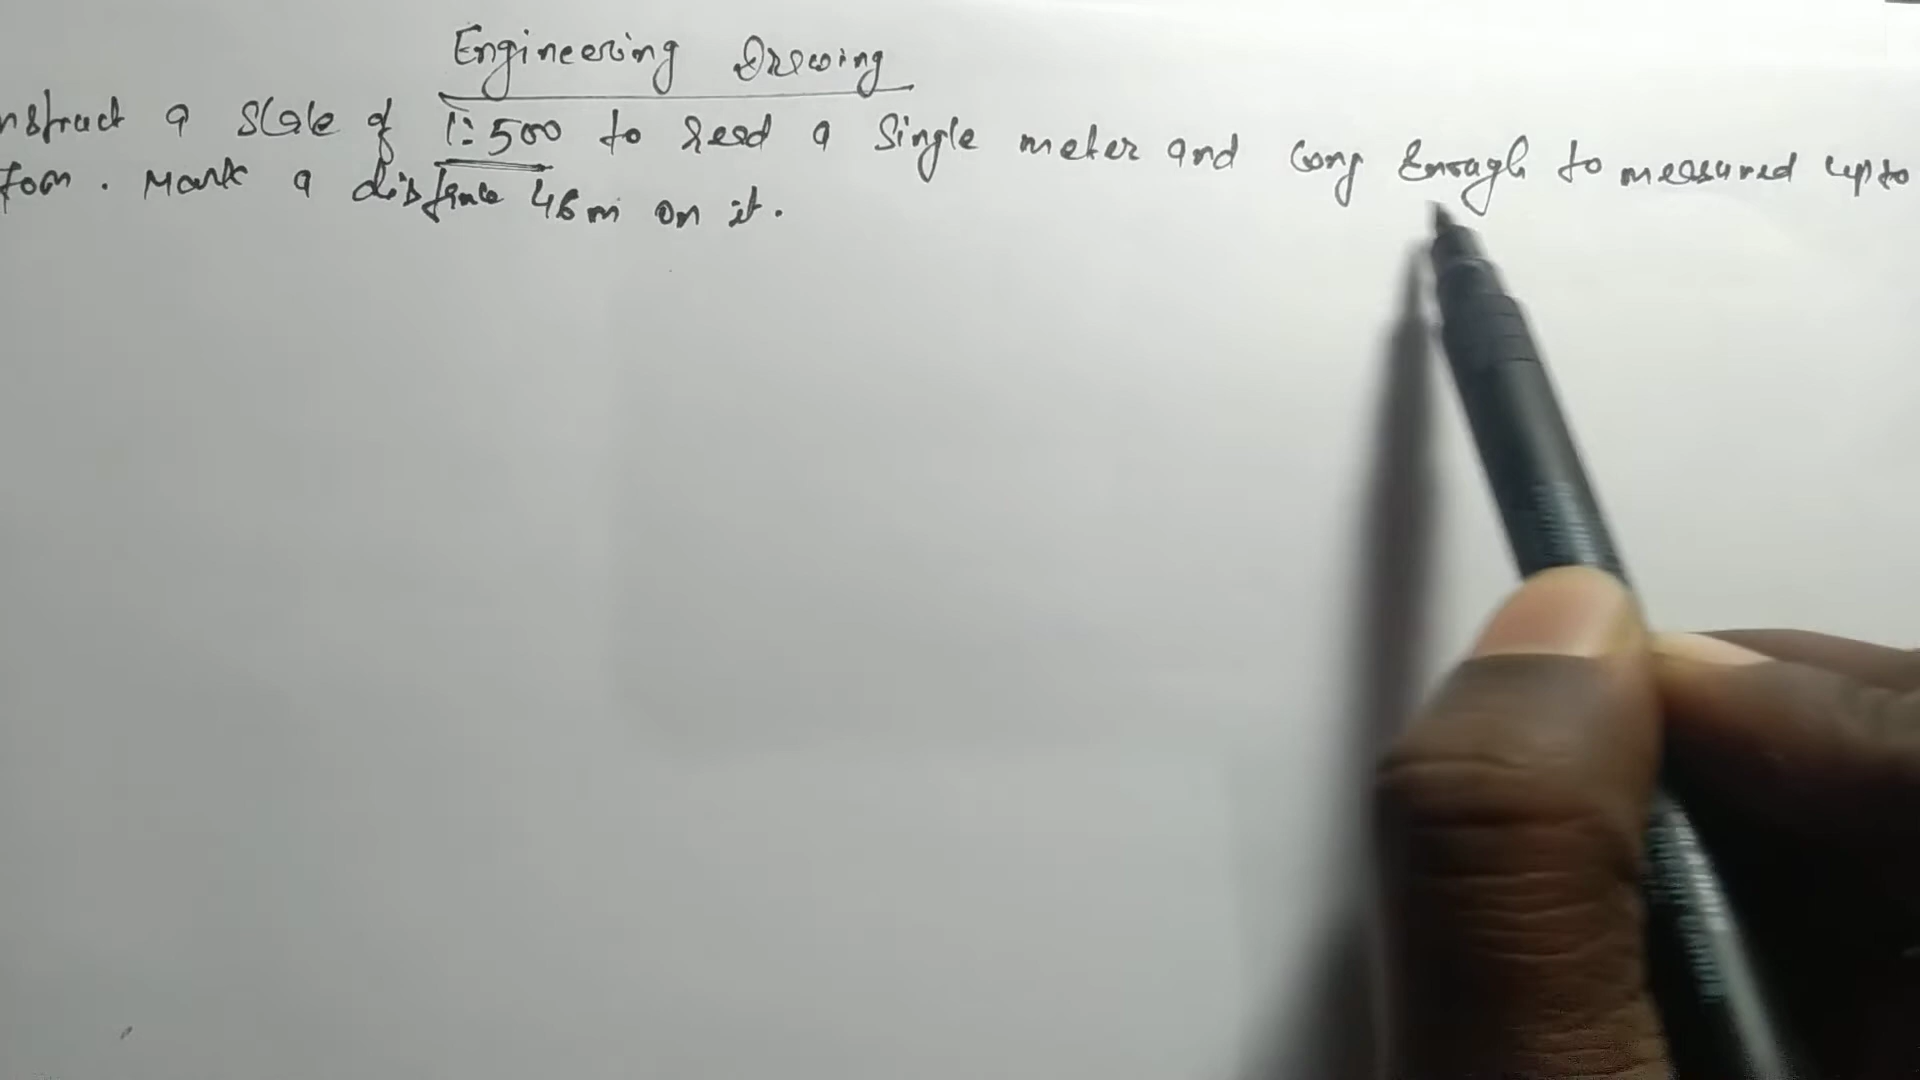 Engineering Drawing
nstruct a Scale of 1:500 to read a Single meter and long Enough to measured upto
Mark a distance 46m on it.